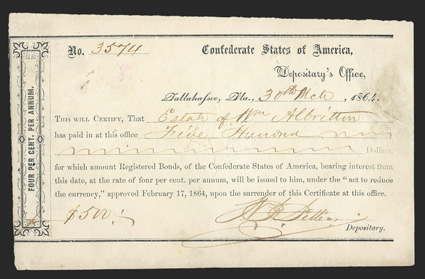 No. 3574
Confederate States of America,
Depositary's Office,
Tallahassee, Fla., 30th Mch, 1864.
This will Certify, That Estate of Wm Albritton
has paid in at this office Five Hundred
Dollars,
for which amount Registered Bonds, of the Confederate States of America, bearing interest from
this date, at the rate of four per cent. per annum, will be issued to him, under the "act to reduce
the currency," approved February 17, 1864, upon the surrender of this Certificate at this office.
$500
Depositary.
FOUR PER CENT. PER ANNUM.